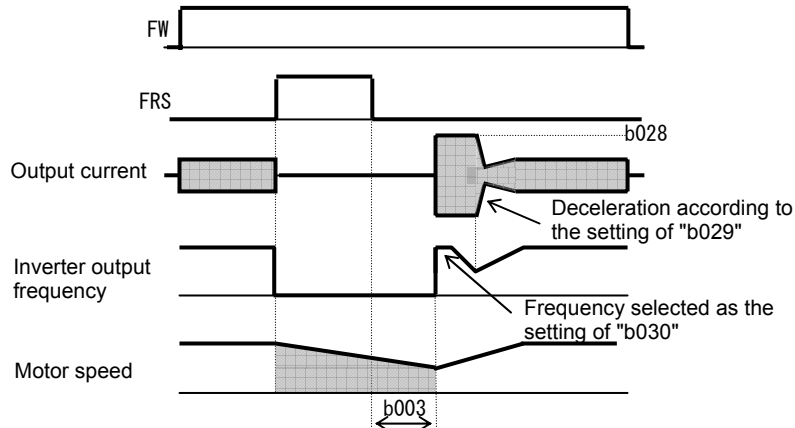 FW
FRS
b028
Output current
Deceleration according to
the setting of "b029"
Inverter output
frequency
Frequency selected as the
setting of "b030"
Motor speed
b003